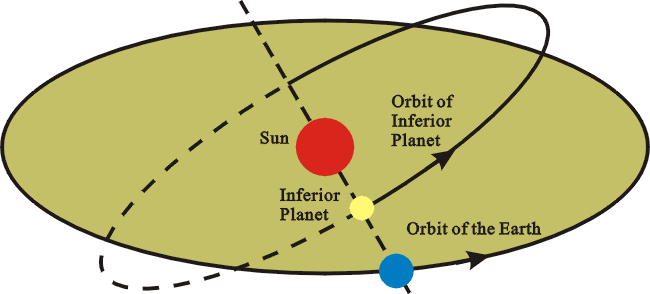 Orbit of
Inferior
Planet
Sun
Inferior
Planet
Orbit of the Earth